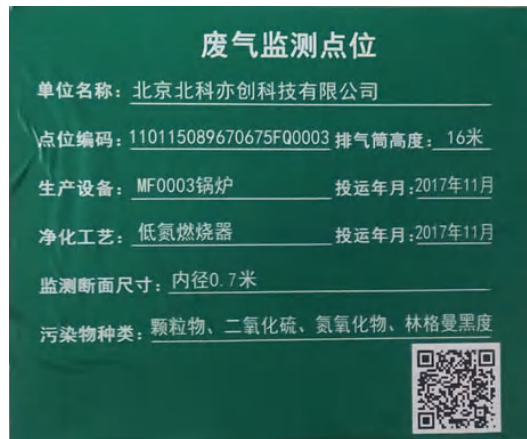 废气监测点位
单位名称：北京北科亦创科技有限公司
点位编码：110115089670675FQ0003 排气筒高度：16米
生产设备：MF0003锅炉 投运年月：2017年11月
净化工艺：低氮燃烧器 投运年月：2017年11月
监测断面尺寸：内径0.7米
污染物种类：颗粒物、二氧化硫、氮氧化物、林格曼黑度